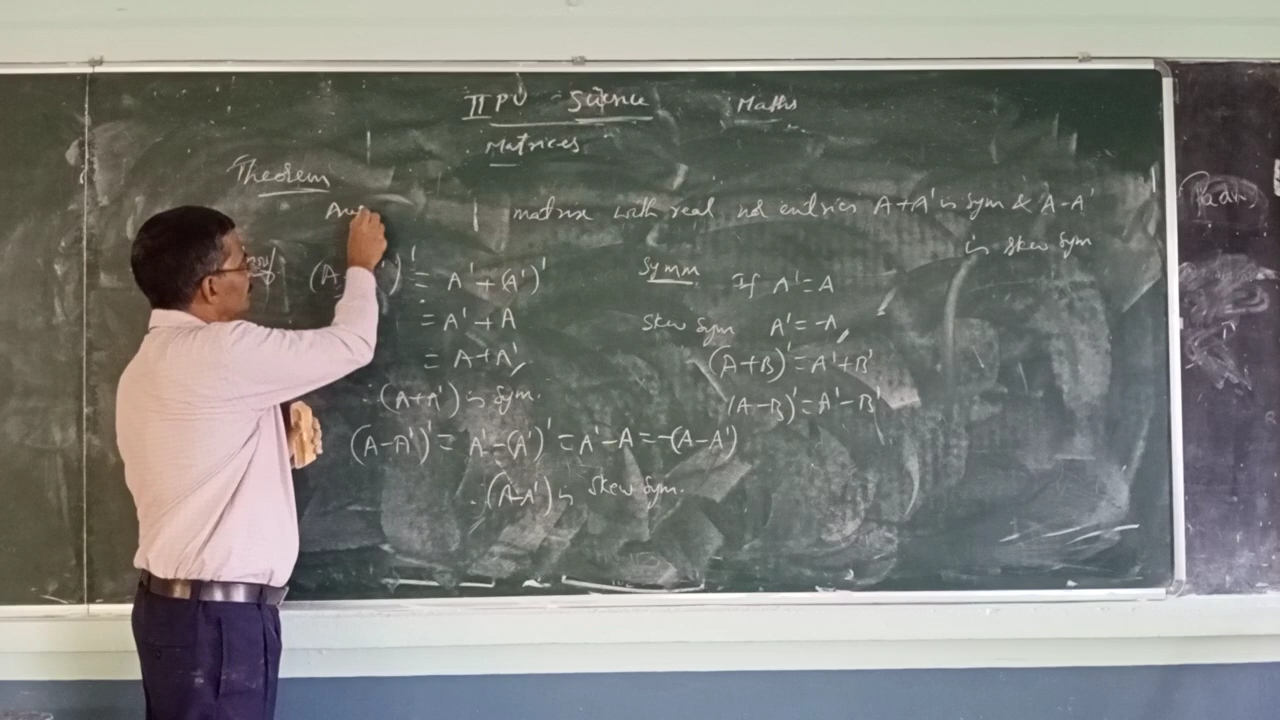 II PU Science Maths
Matrices
Theorem
matrix with real no entries A+A' is sym & A-A'
is skew sym
)' = A' + (A')'
= A' + A
= A+A'
∴ (A+A') is sym.
(A-A')' = A'-(A')' = A'-A = -(A-A')
∴ (A-A') is skew sym.
Symm If A' = A
Skew sym A' = -A
(A+B)' = A'+B'
(A-B)' = A'-B'